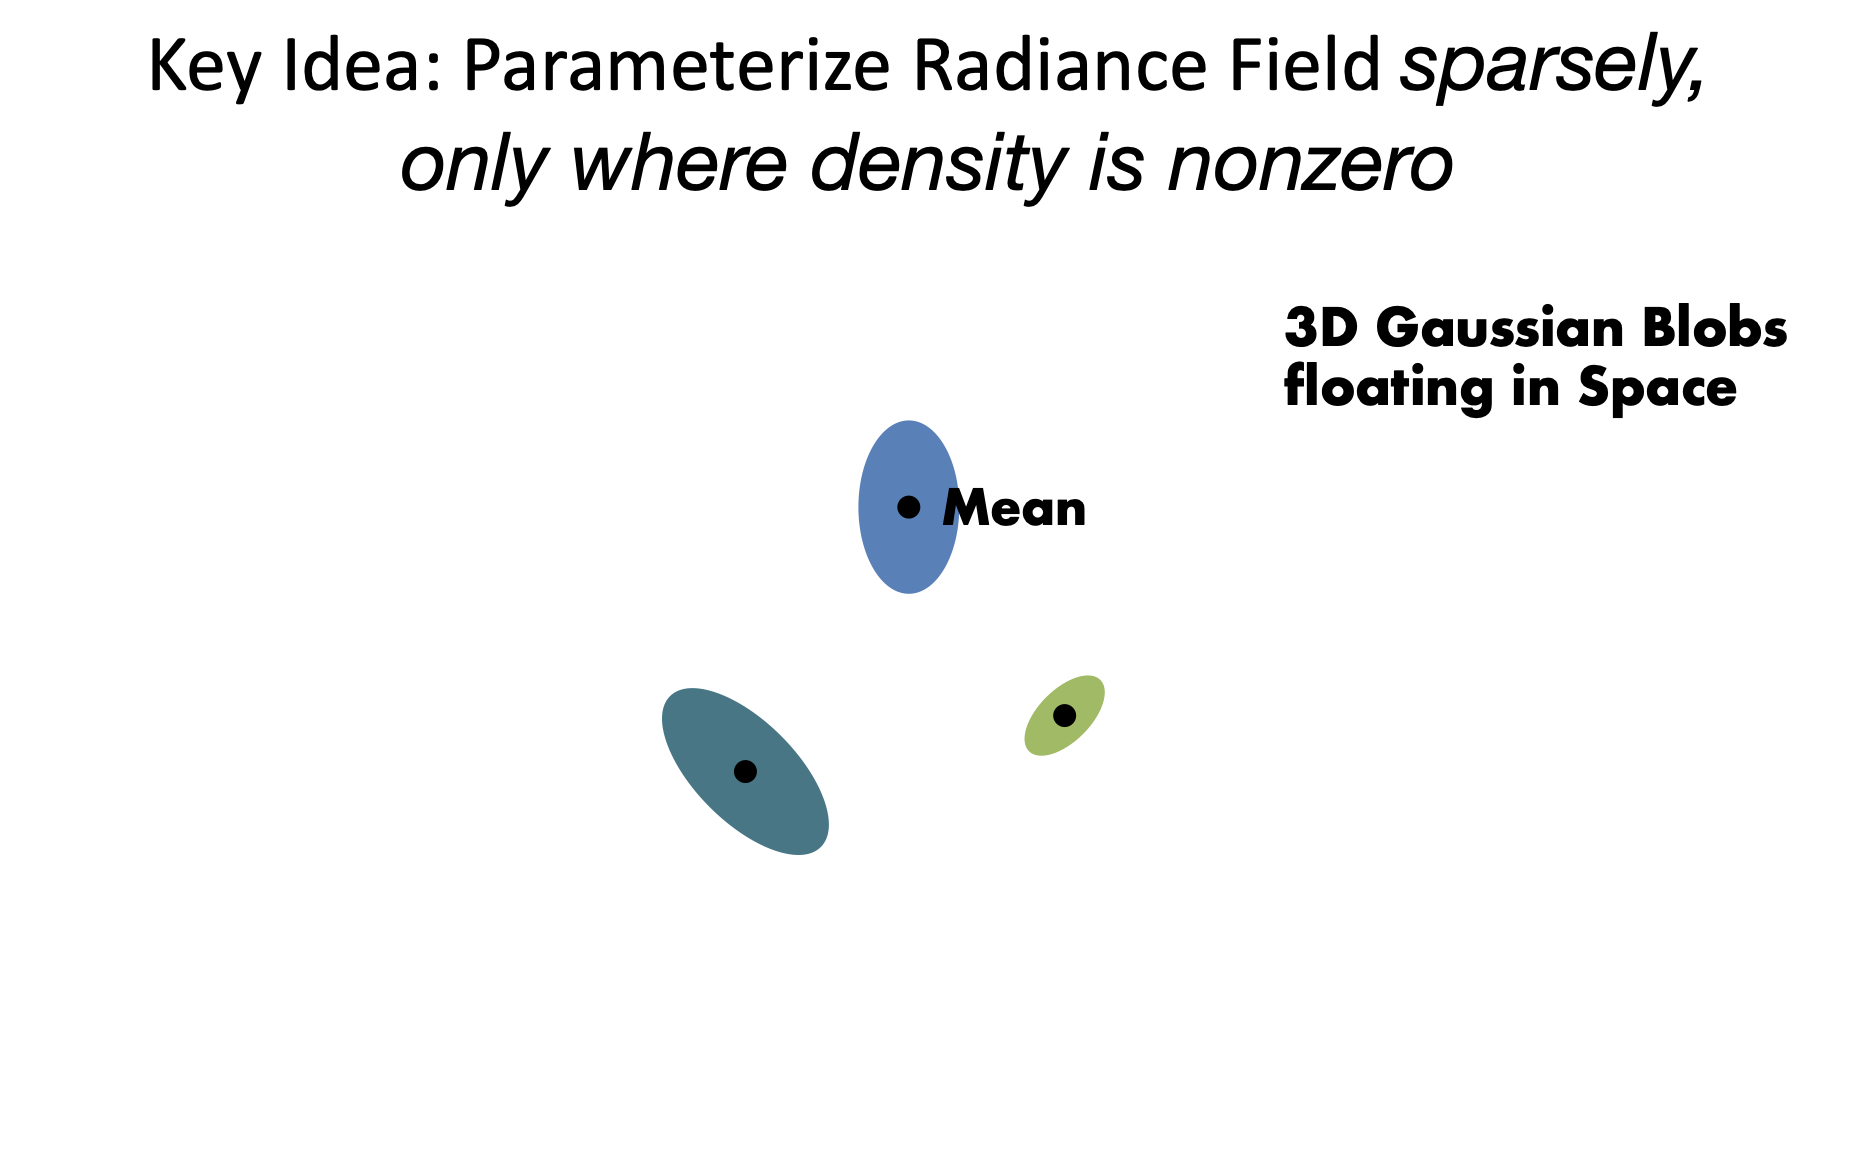 Key Idea: Parameterize Radiance Field sparsely,
only where density is nonzero
3D Gaussian Blobs
floating in Space
Mean